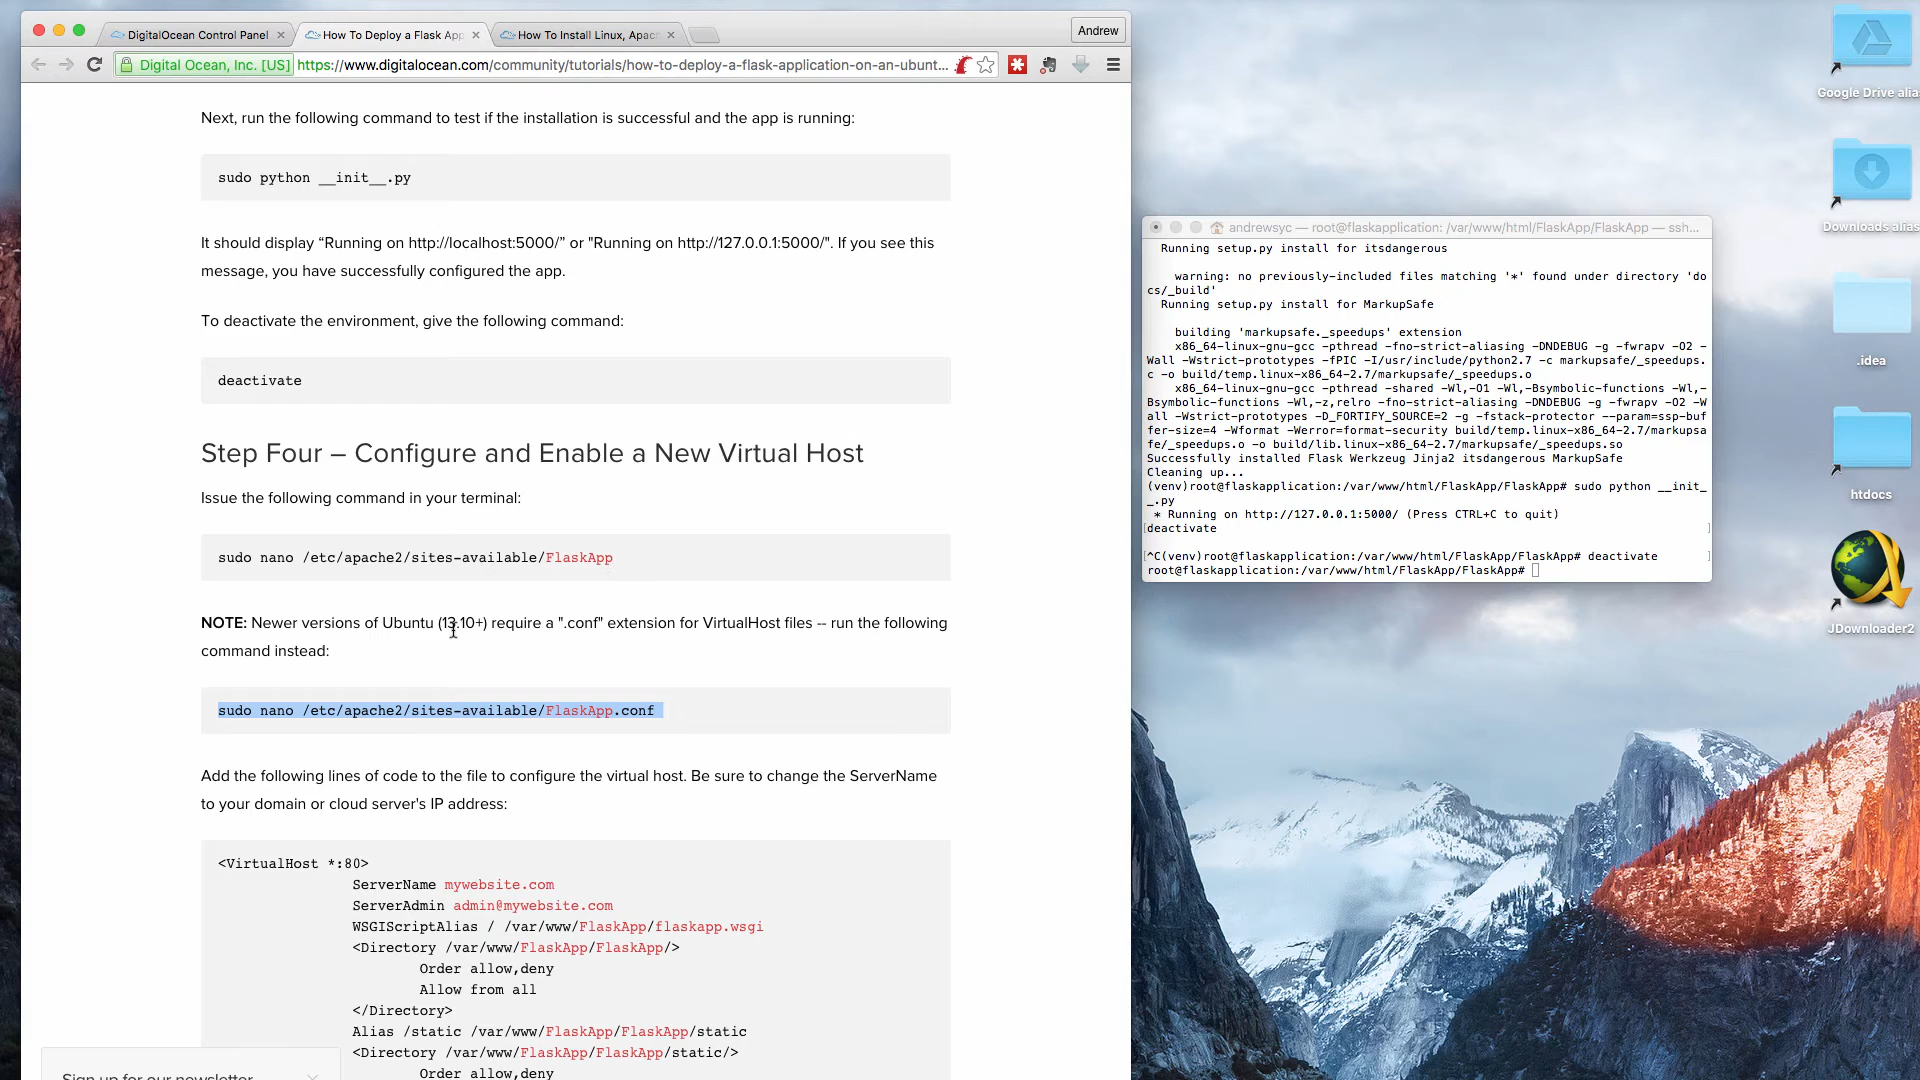 DigitalOcean Control Panel
How To Deploy a Flask App
How To Install Linux, Apac
Andrew
Digital Ocean, Inc. [US] https://www.digitalocean.com/community/tutorials/how-to-deploy-a-flask-application-on-an-ubunt...
Next, run the following command to test if the installation is successful and the app is running:
sudo python __init__.py
It should display “Running on http://localhost:5000/” or "Running on http://127.0.0.1:5000/". If you see this
message, you have successfully configured the app.
To deactivate the environment, give the following command:
deactivate
Step Four – Configure and Enable a New Virtual Host
Issue the following command in your terminal:
sudo nano /etc/apache2/sites-available/FlaskApp
NOTE: Newer versions of Ubuntu (13.10+) require a ".conf" extension for VirtualHost files -- run the following
command instead:
sudo nano /etc/apache2/sites-available/FlaskApp.conf
Add the following lines of code to the file to configure the virtual host. Be sure to change the ServerName
to your domain or cloud server's IP address:
<VirtualHost *:80>
ServerName mywebsite.com
ServerAdmin admin@mywebsite.com
WSGIScriptAlias / /var/www/FlaskApp/flaskapp.wsgi
<Directory /var/www/FlaskApp/FlaskApp/>
Order allow,deny
Allow from all
</Directory>
Alias /static /var/www/FlaskApp/FlaskApp/static
<Directory /var/www/FlaskApp/FlaskApp/static/>
Order allow,deny
Sign up for our newsletter
andrewsyc — root@flaskapplication: /var/www/html/FlaskApp/FlaskApp — ssh...
Running setup.py install for itsdangerous
warning: no previously-included files matching '*' found under directory 'do
cs/_build'
Running setup.py install for MarkupSafe
building 'markupsafe._speedups' extension
x86_64-linux-gnu-gcc -pthread -fno-strict-aliasing -DNDEBUG -g -fwrapv -O2 -
Wall -Wstrict-prototypes -fPIC -I/usr/include/python2.7 -c markupsafe/_speedups.
c -o build/temp.linux-x86_64-2.7/markupsafe/_speedups.o
x86_64-linux-gnu-gcc -pthread -shared -Wl,-O1 -Wl,-Bsymbolic-functions -Wl,-
Bsymbolic-functions -Wl,-z,relro -fno-strict-aliasing -DNDEBUG -g -fwrapv -O2 -W
all -Wstrict-prototypes -D_FORTIFY_SOURCE=2 -g -fstack-protector --param=ssp-buf
fer-size=4 -Wformat -Werror=format-security build/temp.linux-x86_64-2.7/markupsa
fe/_speedups.o -o build/lib.linux-x86_64-2.7/markupsafe/_speedups.so
Successfully installed Flask Werkzeug Jinja2 itsdangerous MarkupSafe
Cleaning up...
(venv)root@flaskapplication:/var/www/html/FlaskApp/FlaskApp# sudo python __init_
_.py
* Running on http://127.0.0.1:5000/ (Press CTRL+C to quit)
deactivate
^C(venv)root@flaskapplication:/var/www/html/FlaskApp/FlaskApp# deactivate
root@flaskapplication:/var/www/html/FlaskApp/FlaskApp#
Google Drive alia
Downloads alias
.idea
htdocs
JDownloader2